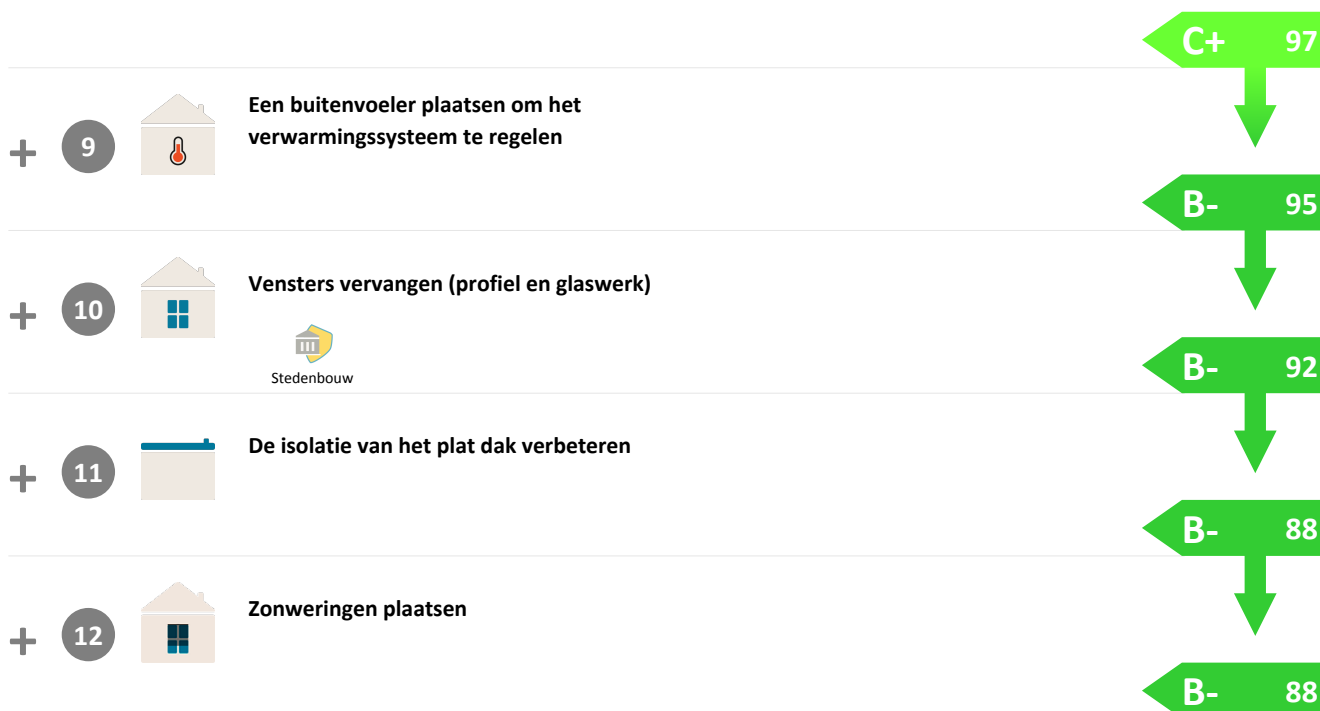 C+ 97
+ 9 Een buitenvoeler plaatsen om het
verwarmingssysteem te regelen
B- 95
+ 10 Vensters vervangen (profiel en glaswerk)
Stedenbouw
B- 92
+ 11 De isolatie van het plat dak verbeteren
B- 88
+ 12 Zonweringen plaatsen
B- 88